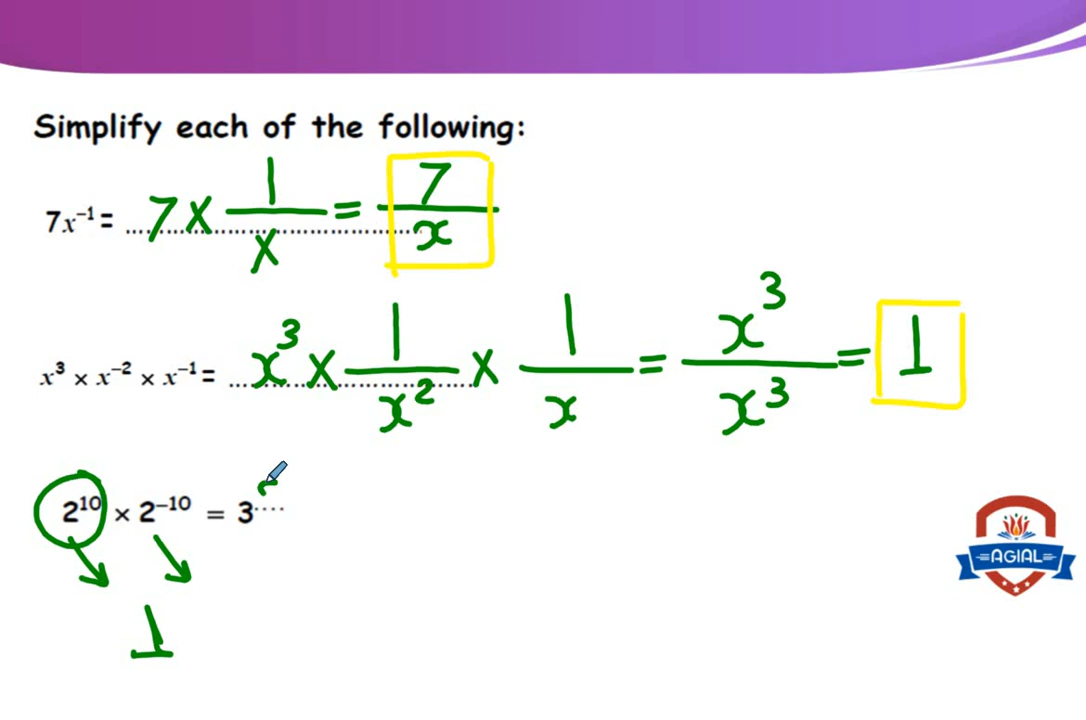 Simplify each of the following:
7x⁻¹ = 7 × 1/x = 7/x
x³ × x⁻² × x⁻¹ = x³ × 1/x² × 1/x = x³/x³ = 1
2¹⁰ × 2⁻¹⁰ = 3····
1
AGIAL